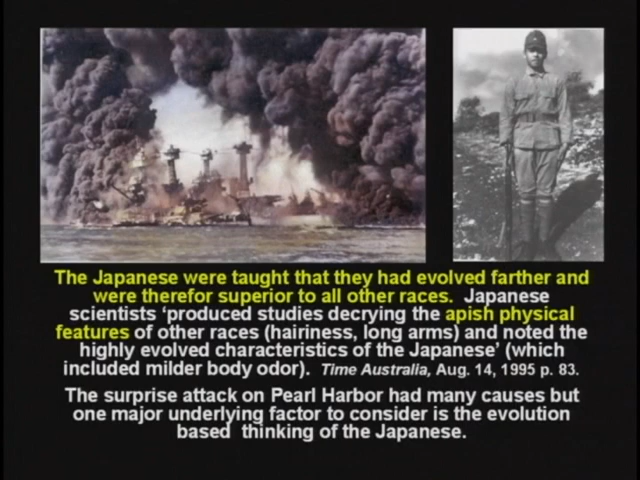 The Japanese were taught that they had evolved farther and
were therefor superior to all other races. Japanese
scientists ‘produced studies decrying the apish physical
features of other races (hairiness, long arms) and noted the
highly evolved characteristics of the Japanese’ (which
included milder body odor). Time Australia, Aug. 14, 1995 p. 83.
The surprise attack on Pearl Harbor had many causes but
one major underlying factor to consider is the evolution
based thinking of the Japanese.